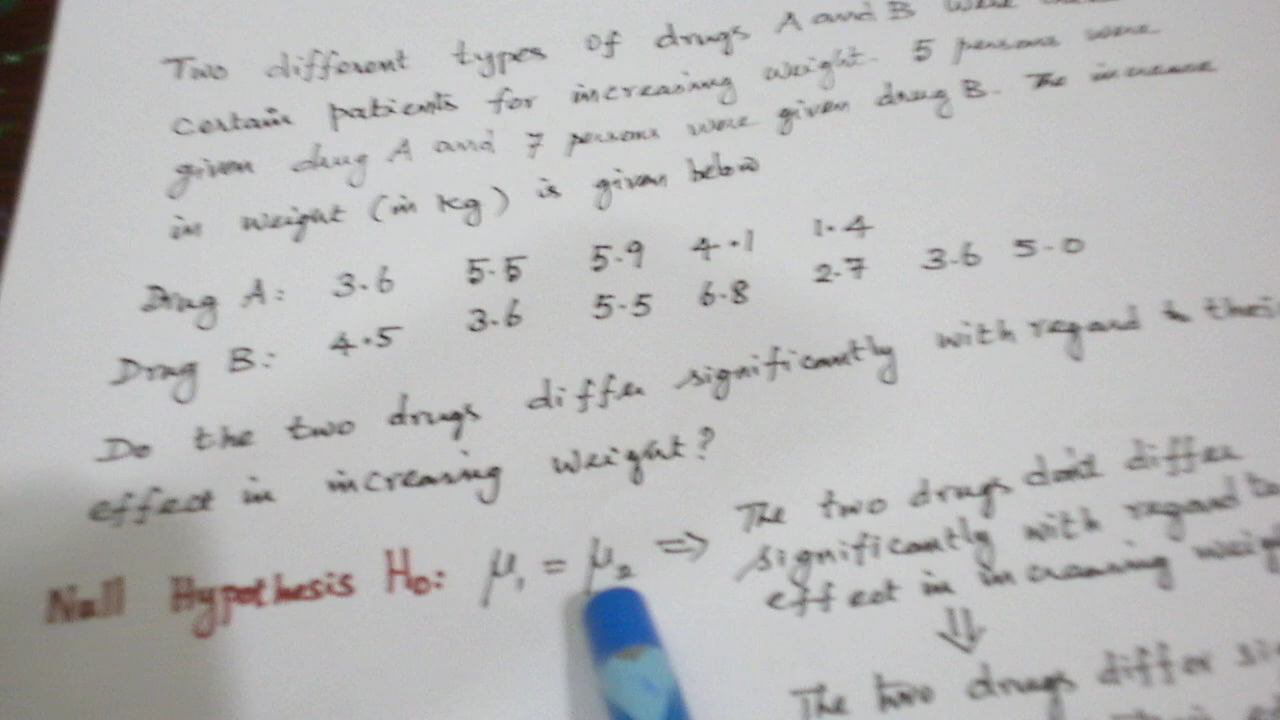 Two different types of drugs A and B were
certain patients for increasing weight. 5 persons were
given drug A and 7 persons were given drug B. The increase
in weight (in kg) is given below
Drug A: 3.6 5.5 5.9 4.1 1.4
Drug B: 4.5 3.6 5.5 6.8 2.7 3.6 5.0
Do the two drugs differ significantly with regard to their
effect in increasing weight?
Null Hypothesis H₀: μ₁ = μ₂ ⇒ The two drugs don't differ
significantly with regard to
effect in increasing
⇓
The two drugs differ